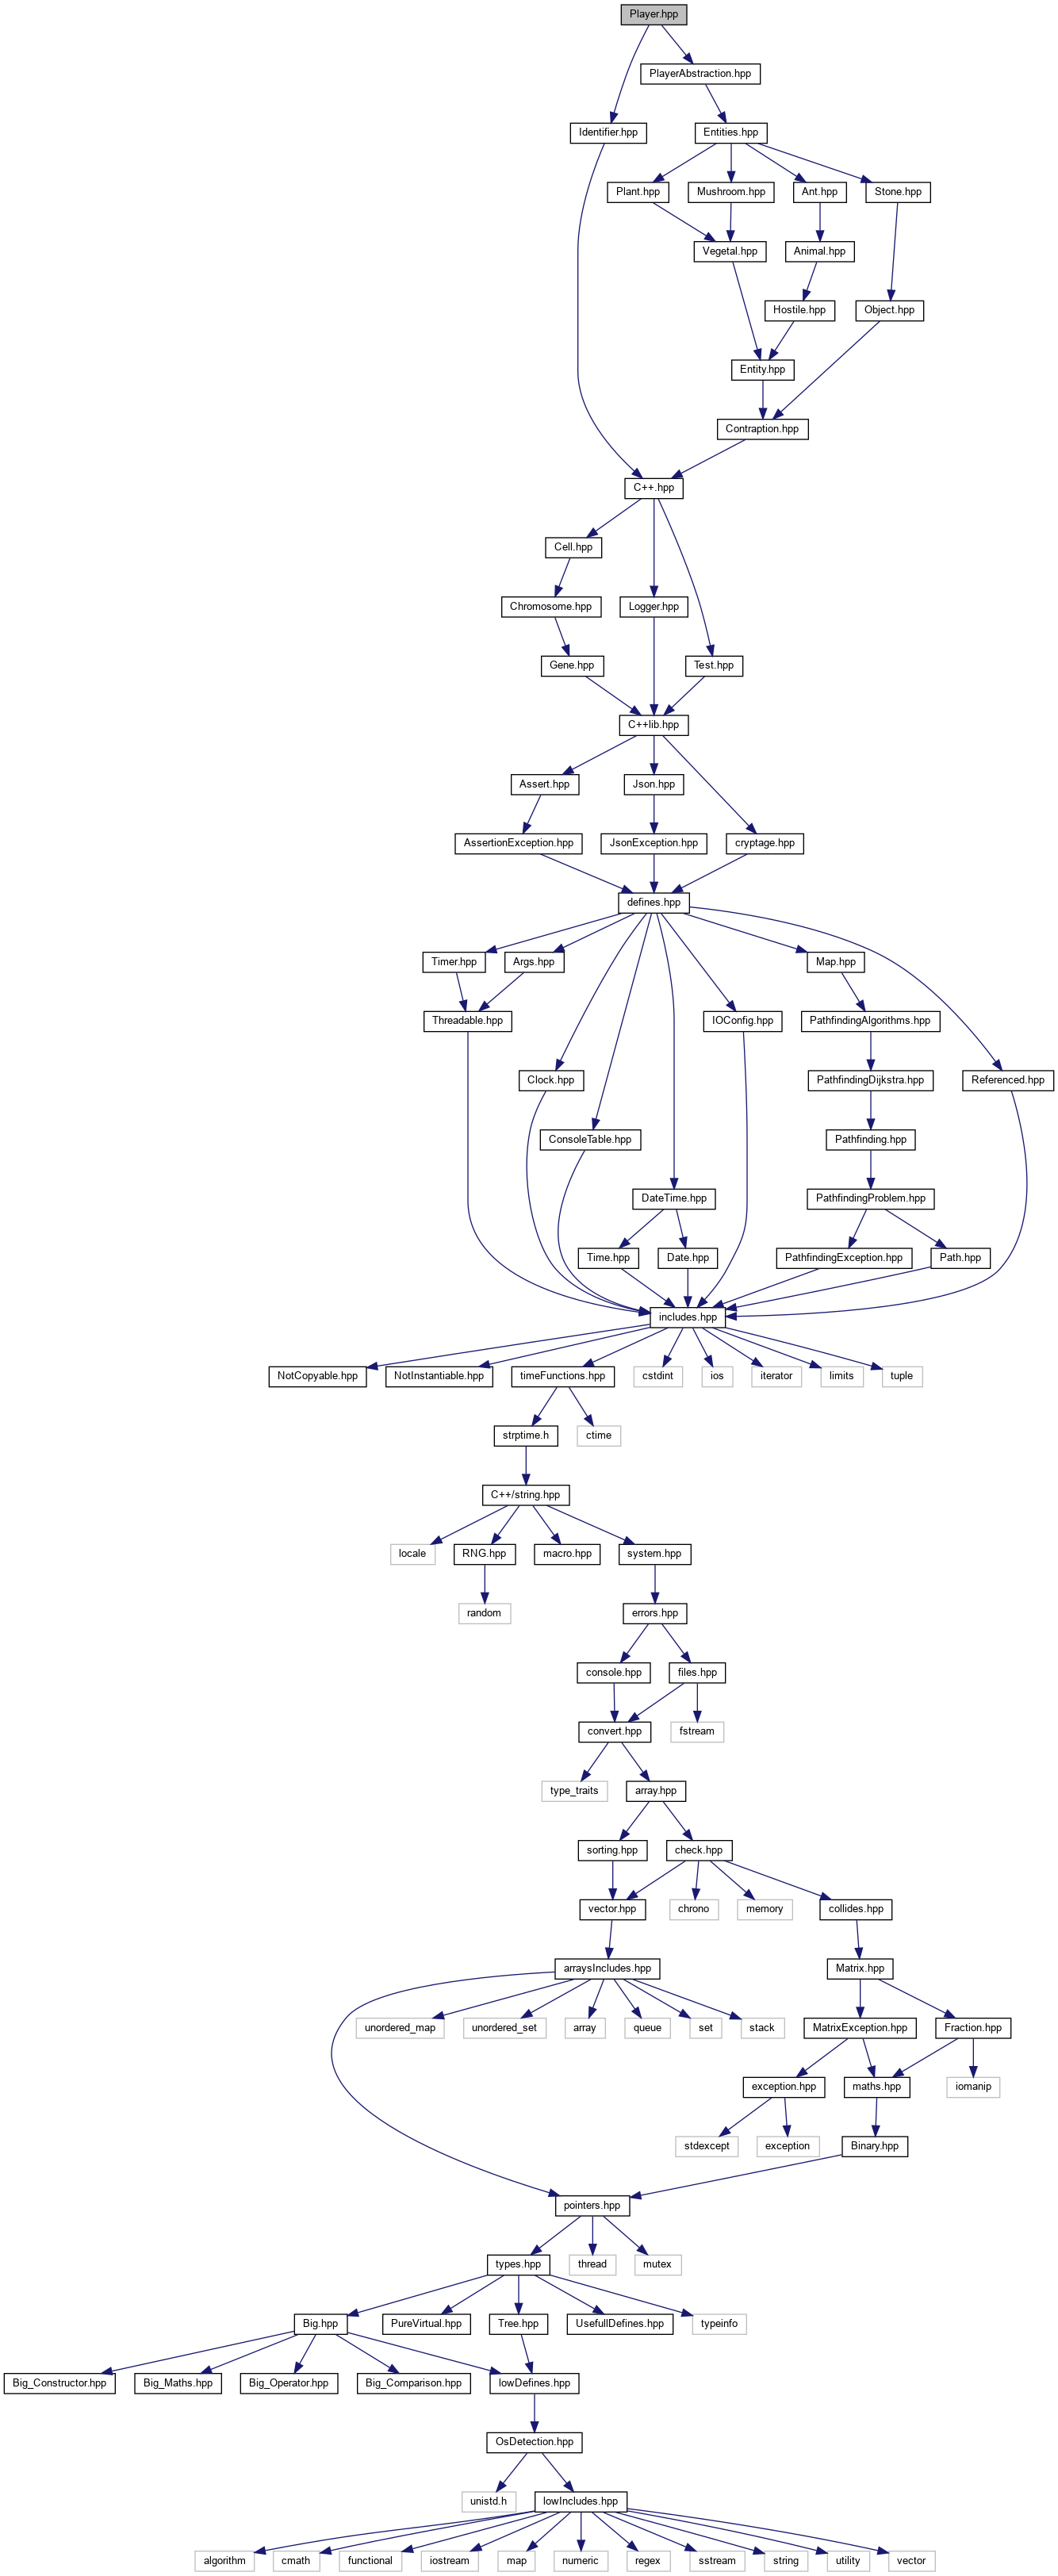 Player.hpp
PlayerAbstraction.hpp
Identifier.hpp
Entities.hpp
Plant.hpp
Mushroom.hpp
Ant.hpp
Stone.hpp
Vegetal.hpp
Animal.hpp
Hostile.hpp
Object.hpp
Entity.hpp
Contraption.hpp
C++.hpp
Cell.hpp
Chromosome.hpp
Logger.hpp
Gene.hpp
Test.hpp
C++lib.hpp
Assert.hpp
Json.hpp
AssertionException.hpp
JsonException.hpp
cryptage.hpp
defines.hpp
Timer.hpp
Args.hpp
Map.hpp
Threadable.hpp
IOConfig.hpp
PathfindingAlgorithms.hpp
Clock.hpp
PathfindingDijkstra.hpp
Referenced.hpp
ConsoleTable.hpp
Pathfinding.hpp
DateTime.hpp
PathfindingProblem.hpp
Time.hpp
Date.hpp
PathfindingException.hpp
Path.hpp
includes.hpp
NotCopyable.hpp
NotInstantiable.hpp
timeFunctions.hpp
cstdint
ios
iterator
limits
tuple
strptime.h
ctime
C++/string.hpp
locale
RNG.hpp
macro.hpp
system.hpp
random
errors.hpp
console.hpp
files.hpp
convert.hpp
fstream
type_traits
array.hpp
sorting.hpp
check.hpp
vector.hpp
chrono
memory
collides.hpp
arraysIncludes.hpp
Matrix.hpp
unordered_map
unordered_set
array
queue
set
stack
MatrixException.hpp
Fraction.hpp
exception.hpp
maths.hpp
iomanip
stdexcept
exception
Binary.hpp
pointers.hpp
types.hpp
thread
mutex
Big.hpp
PureVirtual.hpp
Tree.hpp
UsefullDefines.hpp
typeinfo
Big_Constructor.hpp
Big_Maths.hpp
Big_Operator.hpp
Big_Comparison.hpp
lowDefines.hpp
OsDetection.hpp
unistd.h
lowIncludes.hpp
algorithm
cmath
functional
iostream
map
numeric
regex
sstream
string
utility
vector